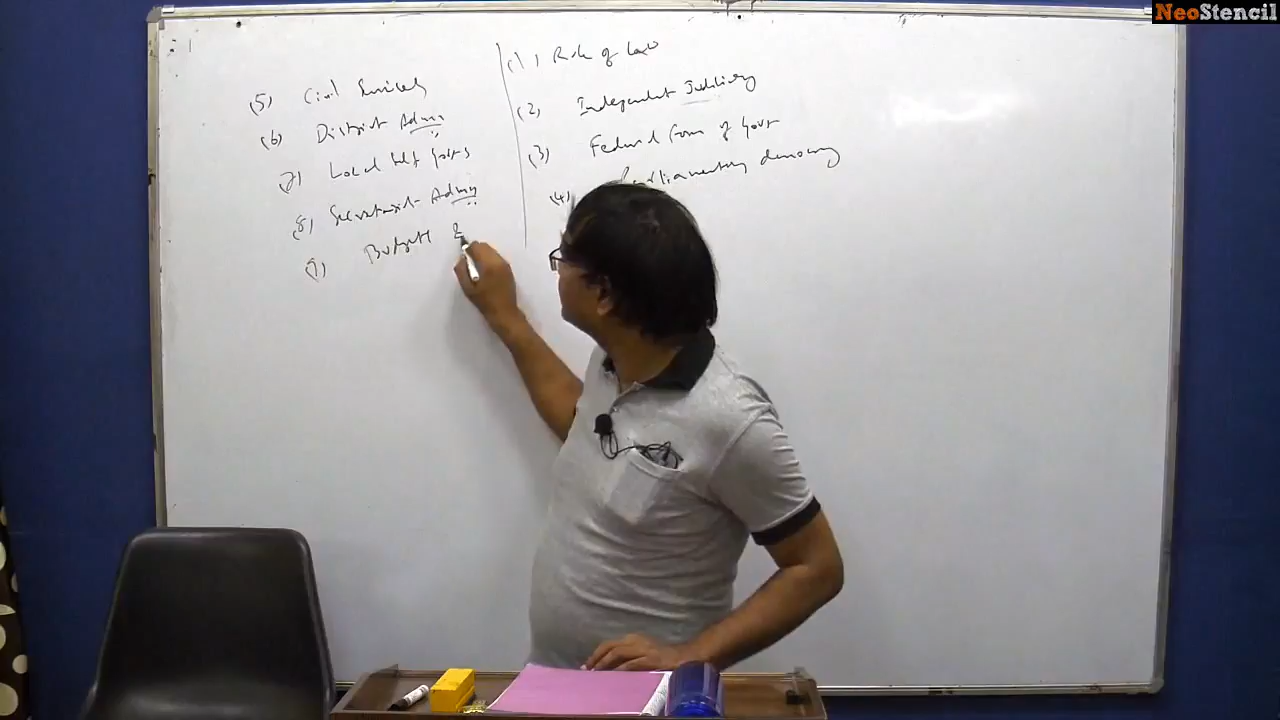 NeoStencil
(1) Rule of law
(2) Independent Judiciary
(3) Federal Form of Govt
(4) Parliamentary democracy
(5) Civil Services
(6) District Admn
(7) Local Self Govts
(8) Secretariat Admn
(9) Budgett &